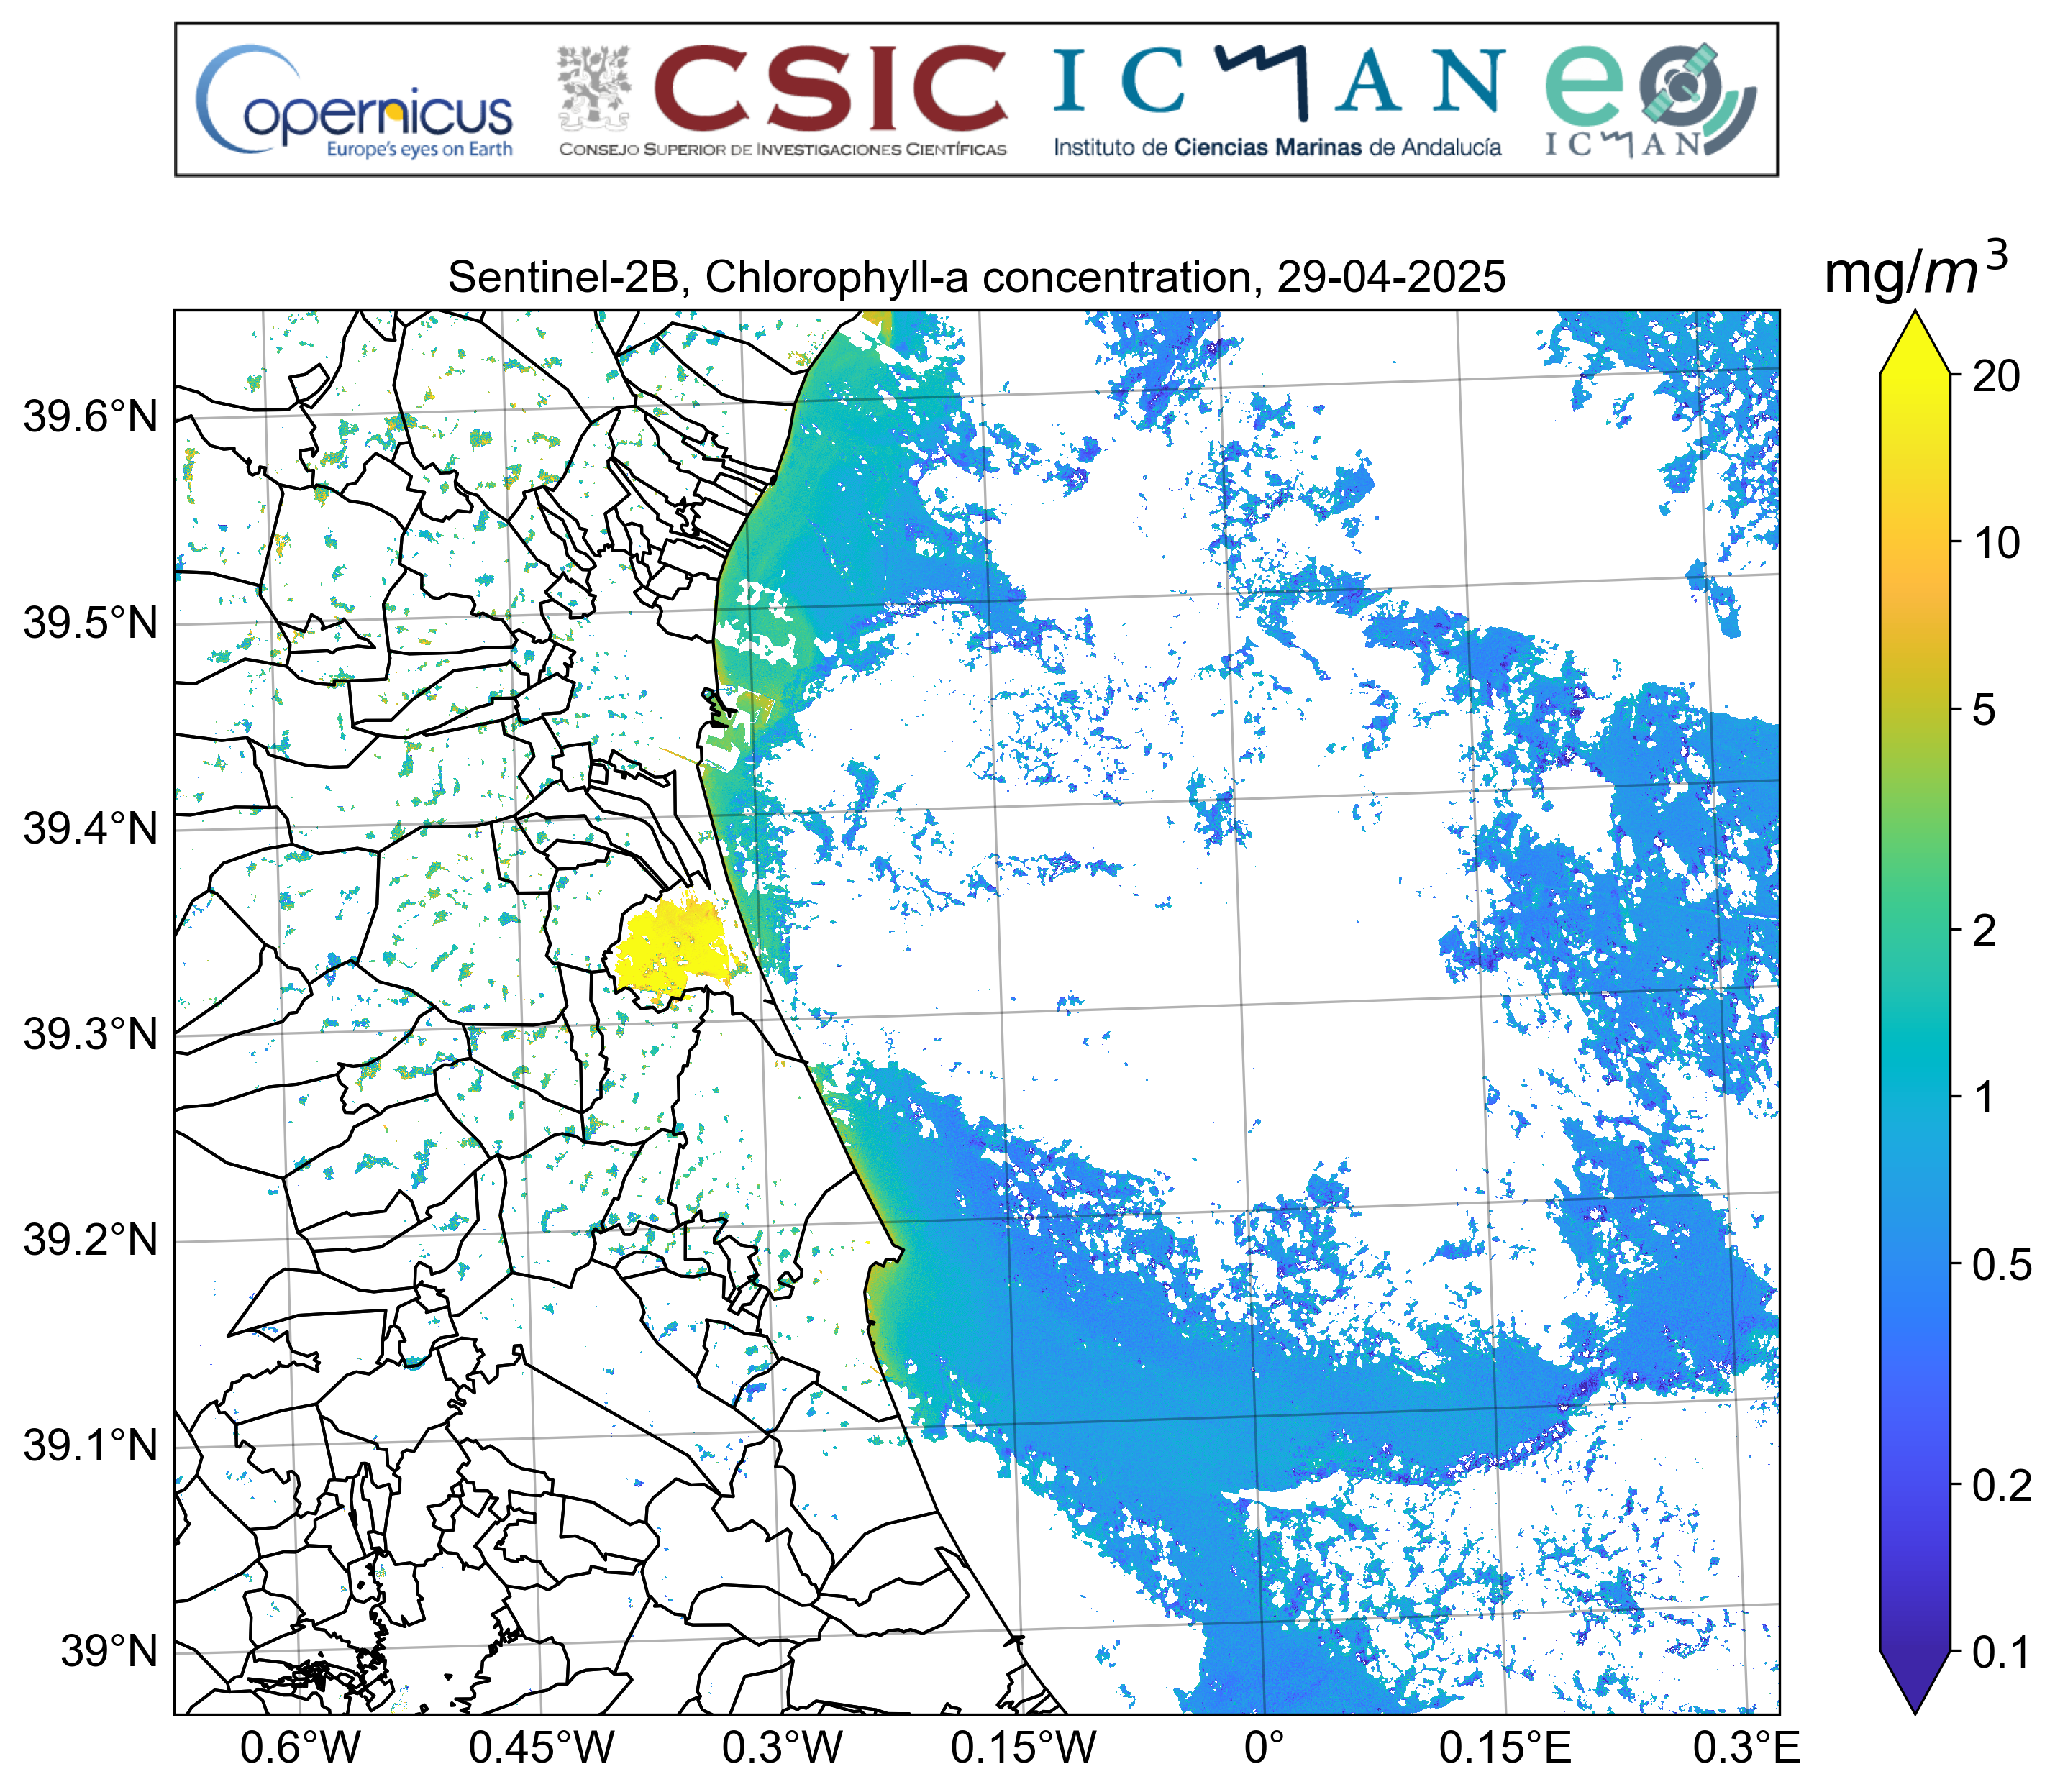 Copernicus
Europe's eyes on Earth
CSIC
CONSEJO SUPERIOR DE INVESTIGACIONES CIENTÍFICAS
ICMAN
Instituto de Ciencias Marinas de Andalucía
eo
ICMAN
Sentinel-2B, Chlorophyll-a concentration, 29-04-2025
mg/m³
39.6°N
39.5°N
39.4°N
39.3°N
39.2°N
39.1°N
39°N
0.6°W
0.45°W
0.3°W
0.15°W
0°
0.15°E
0.3°E
20
10
5
2
1
0.5
0.2
0.1